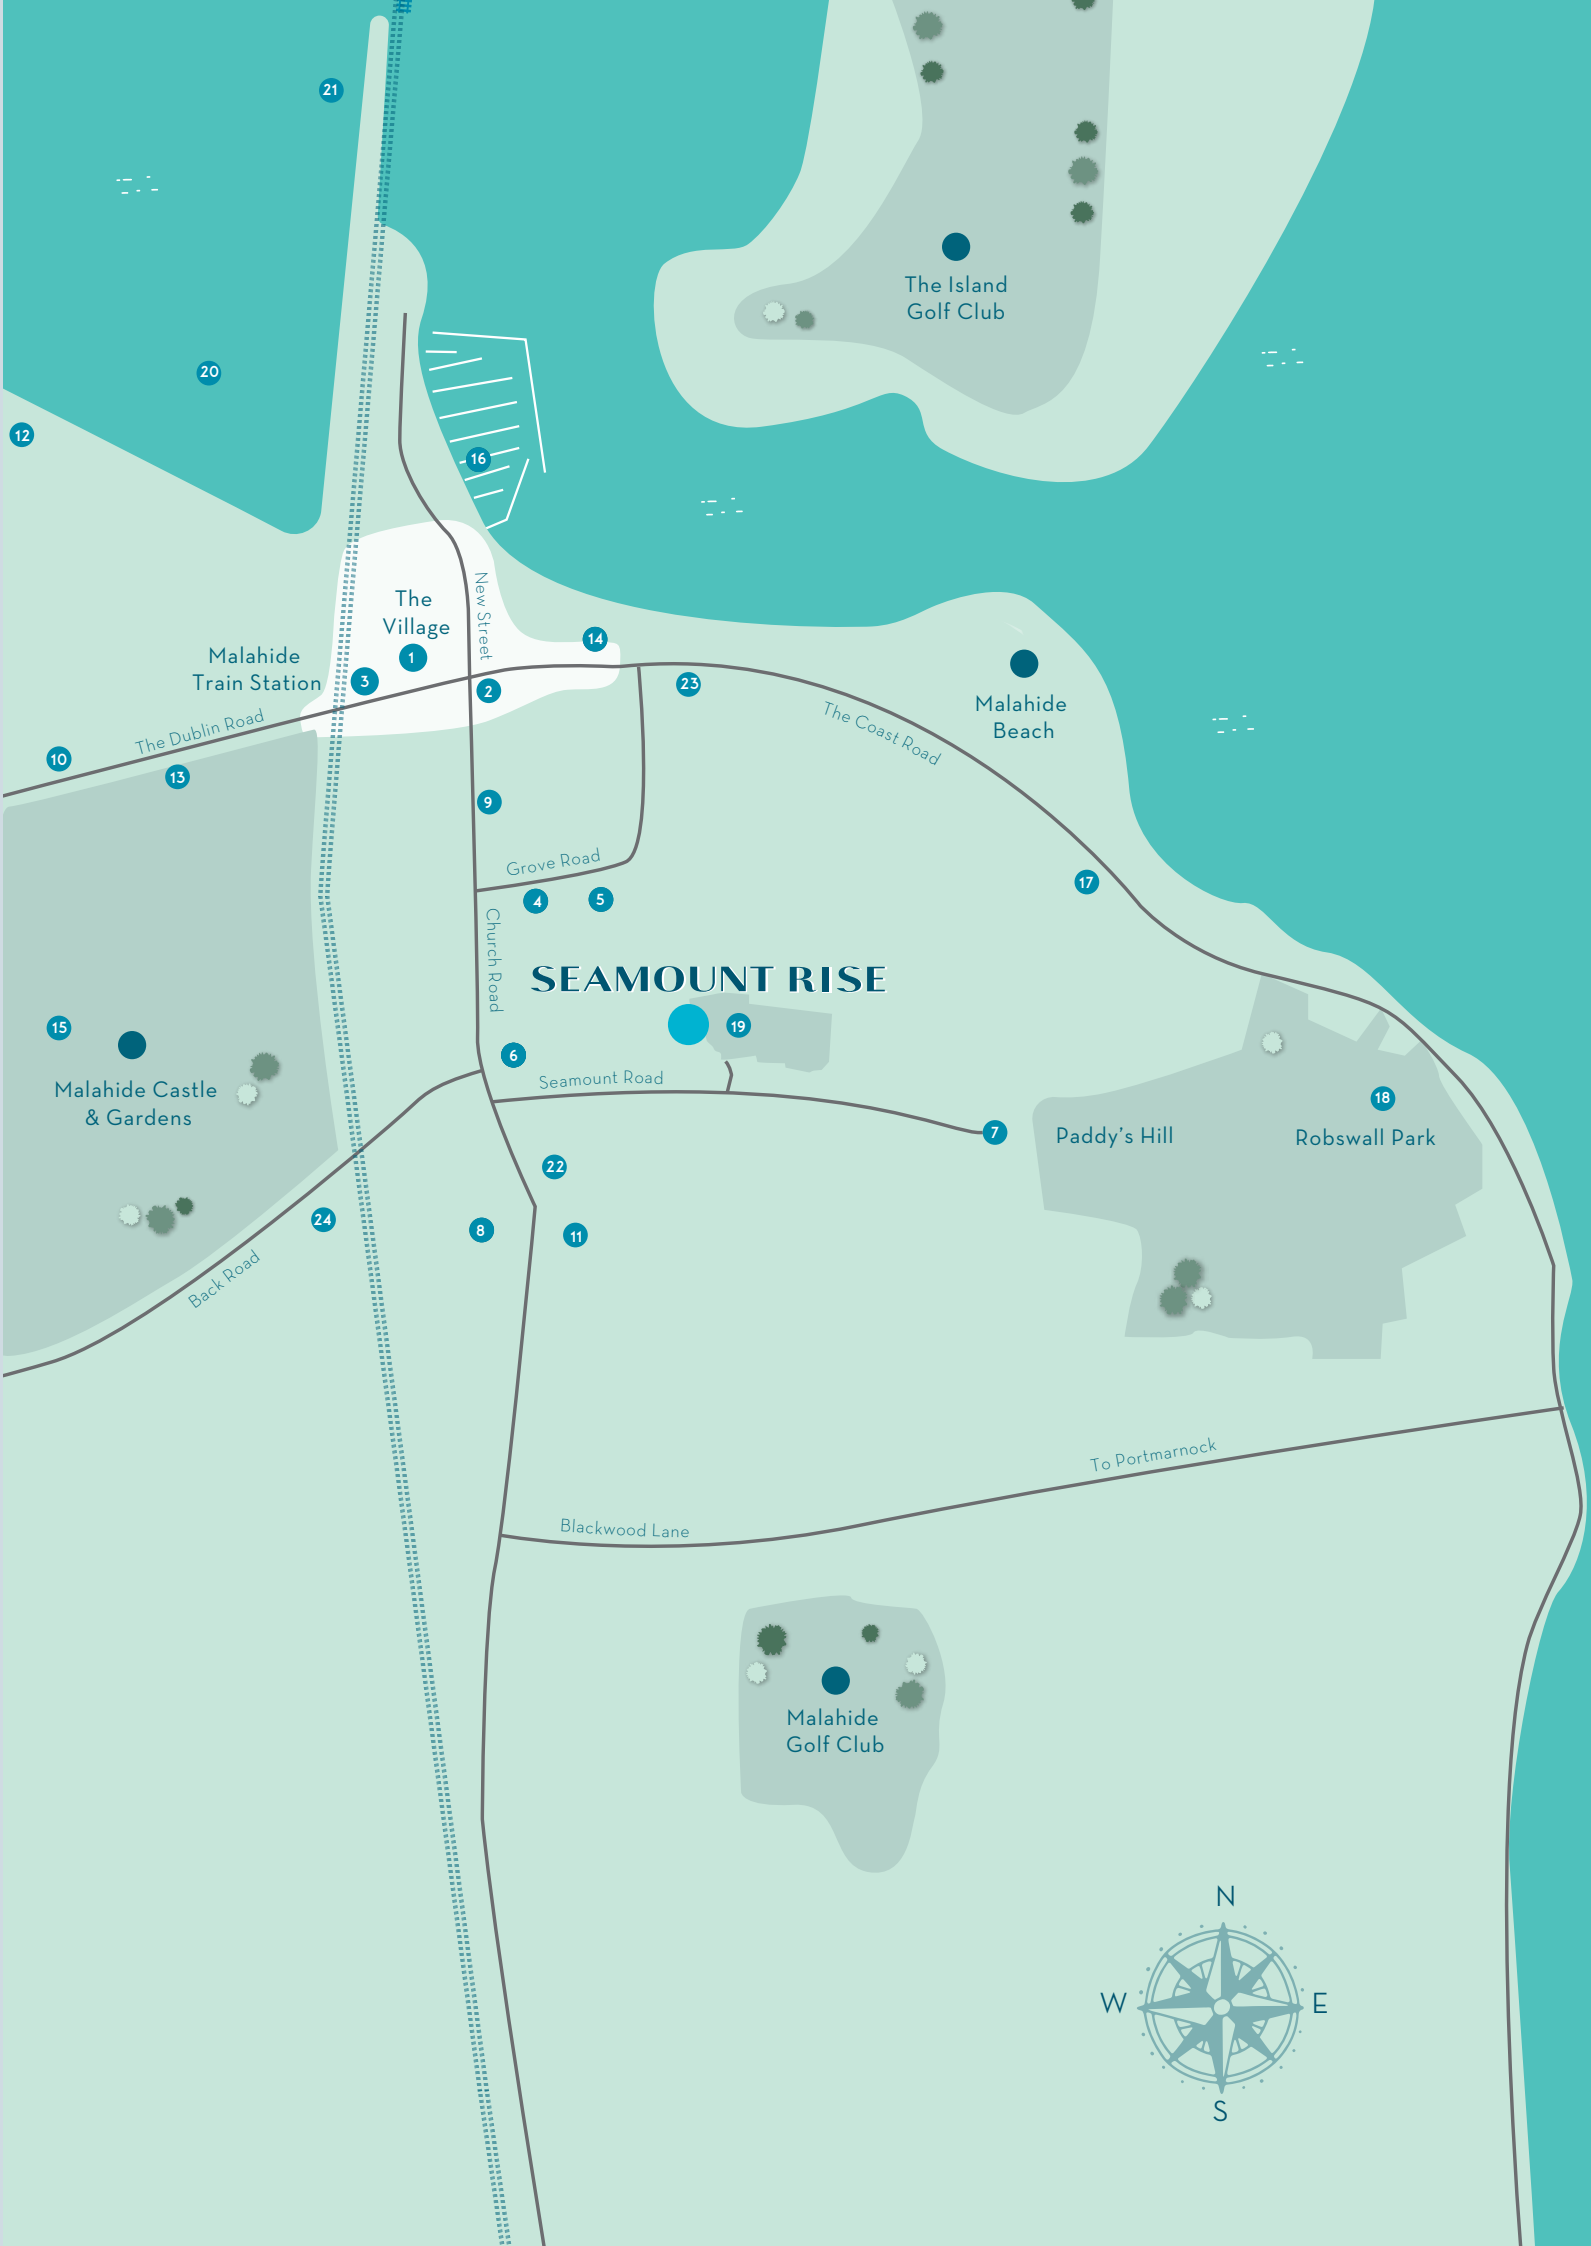 21
The Island
Golf Club
20
12
16
New Street
The
Village
14
1
Malahide
Train Station
3
2
23
Malahide
Beach
The Dublin Road
The Coast Road
10
13
9
Grove Road
4
5
17
Church Road
SEAMOUNT RISE
15
19
6
Seamount Road
Malahide Castle
& Gardens
18
7
Paddy's Hill
Robswall Park
22
24
8
11
Back Road
To Portmarnock
Blackwood Lane
Malahide
Golf Club
N
W
E
S